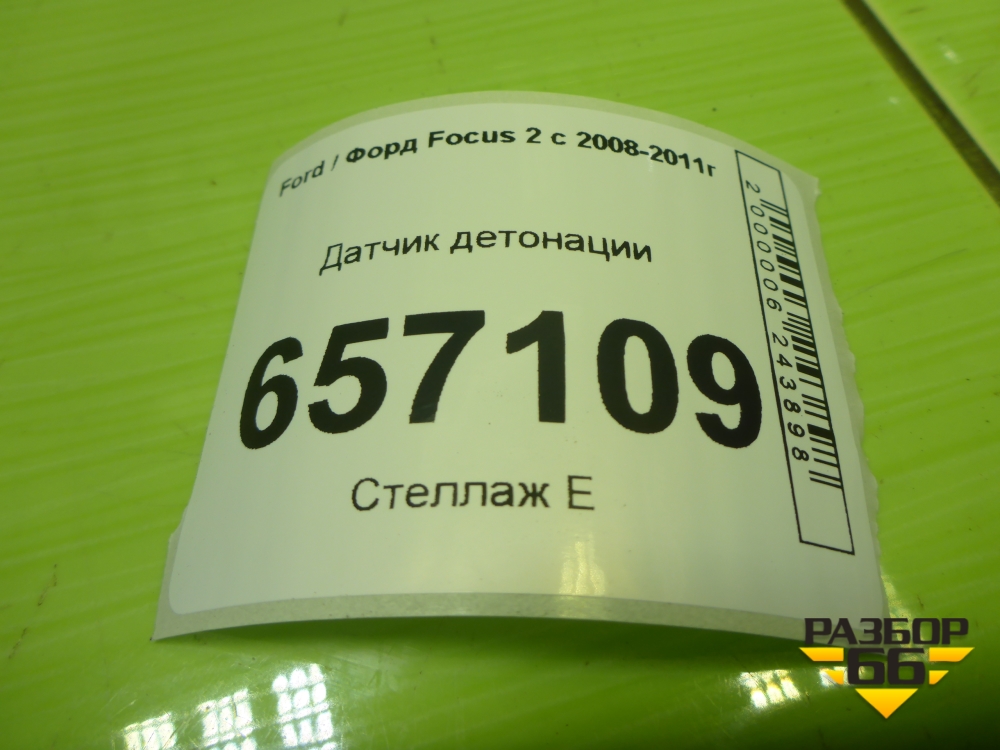 Ford / Форд Focus 2 с 2008-2011г
Датчик детонации
657109
Стеллаж Е
2000006243898
РАЗБОР
66